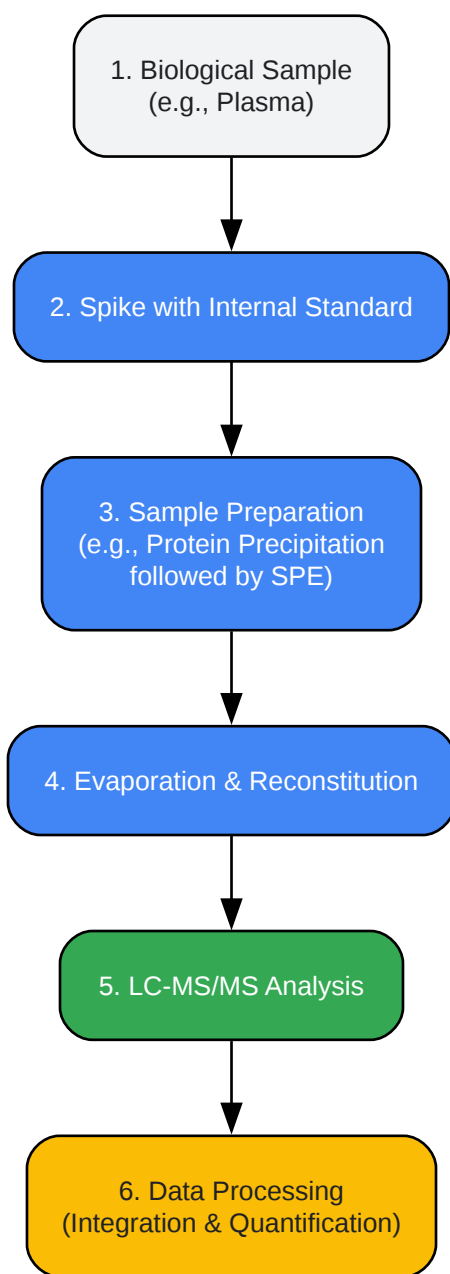 1. Biological Sample
(e.g., Plasma)
2. Spike with Internal Standard
3. Sample Preparation
(e.g., Protein Precipitation
followed by SPE)
4. Evaporation & Reconstitution
5. LC-MS/MS Analysis
6. Data Processing
(Integration & Quantification)